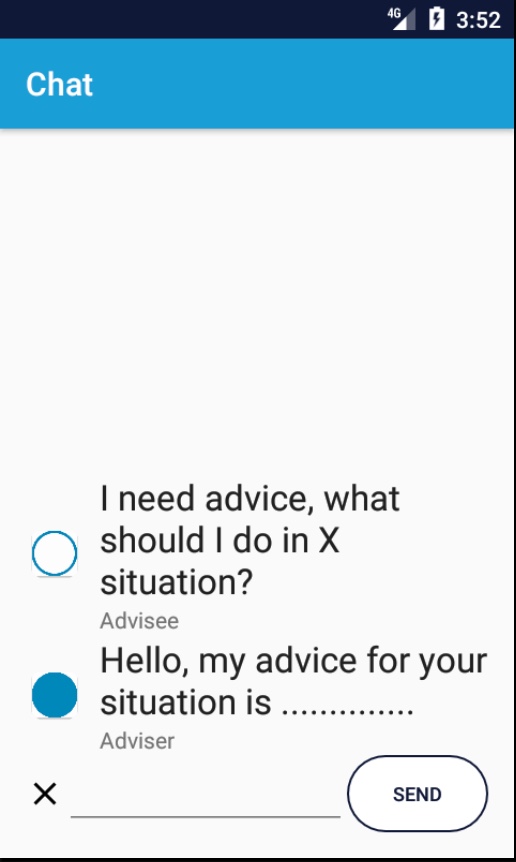 4G 3:52
Chat
I need advice, what
should I do in X
situation?
Advisee
Hello, my advice for your
situation is ..............
Adviser
SEND